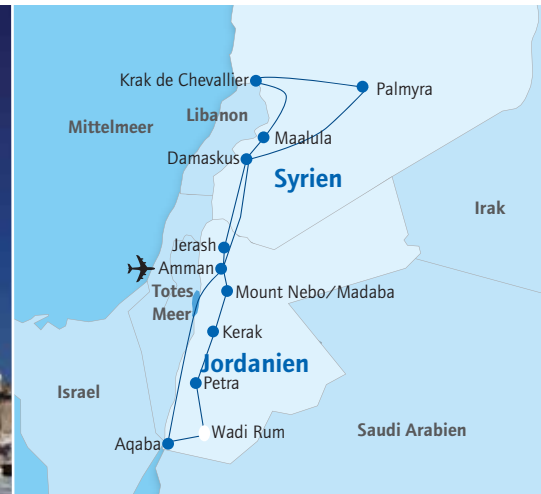 Krak de Chevallier
Palmyra
Libanon
Mittelmeer
Maalula
Damaskus
Syrien
Irak
Jerash
Amman
Totes
Meer
Mount Nebo/Madaba
Kerak
Jordanien
Petra
Israel
Wadi Rum
Saudi Arabien
Aqaba